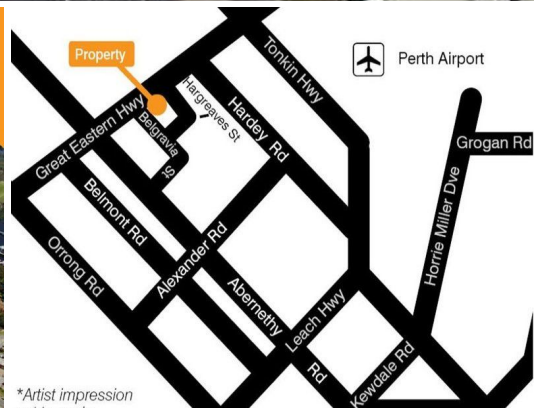 Property
Tonkin Hwy
Perth Airport
Great Eastern Hwy
Hargreaves St
Belgravia
St
Hardey Rd
Grogan Rd
Belmont Rd
Alexander Rd
Orrong Rd
Horrie Miller Dve
Abernethy
Rd
Leach Hwy
Kewdale Rd
*Artist impression